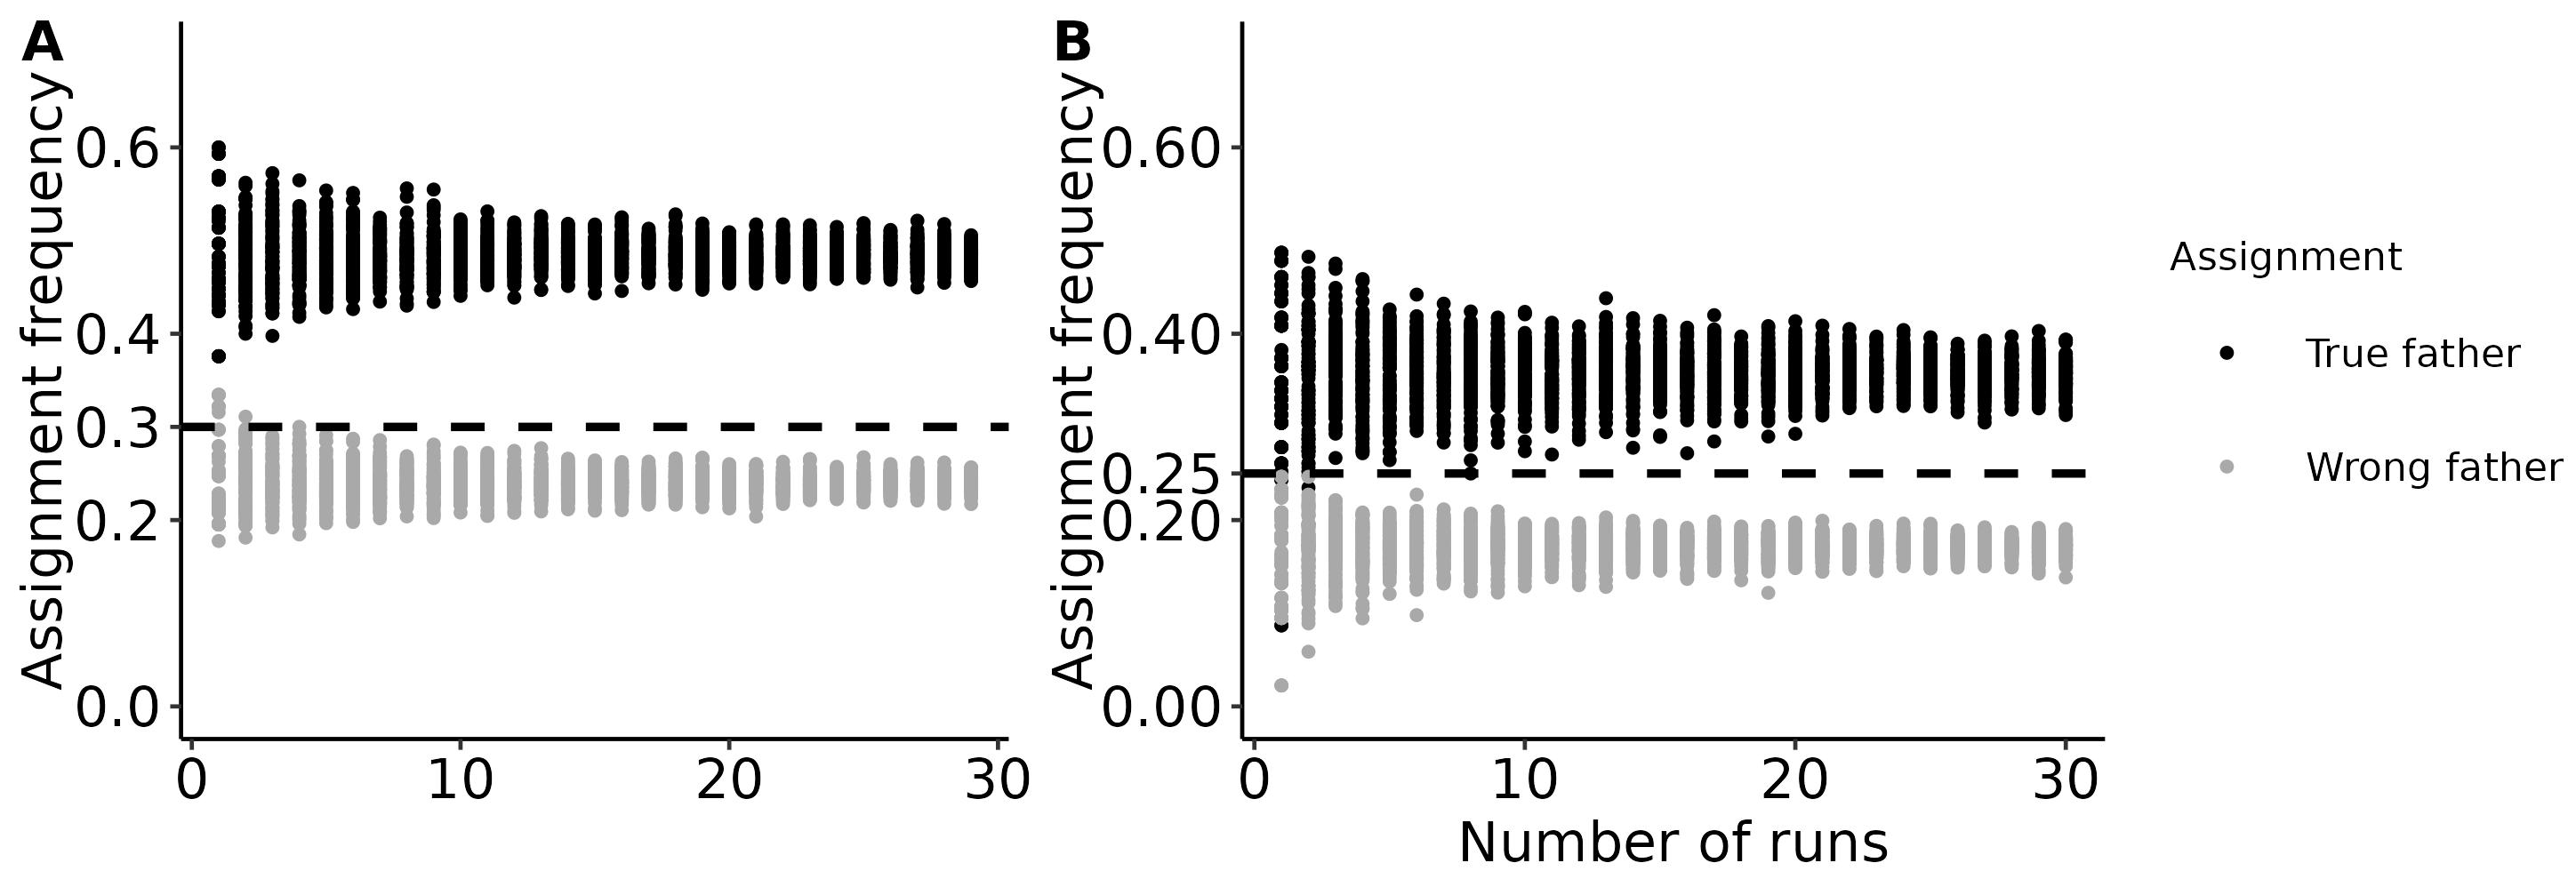 A
Assignment frequency
0.6
0.4
0.3
0.2
0.0
0 10 20 30
B
Assignment frequency
0.60
0.40
0.25
0.20
0.00
0 10 20 30
Number of runs
Assignment
True father
Wrong father